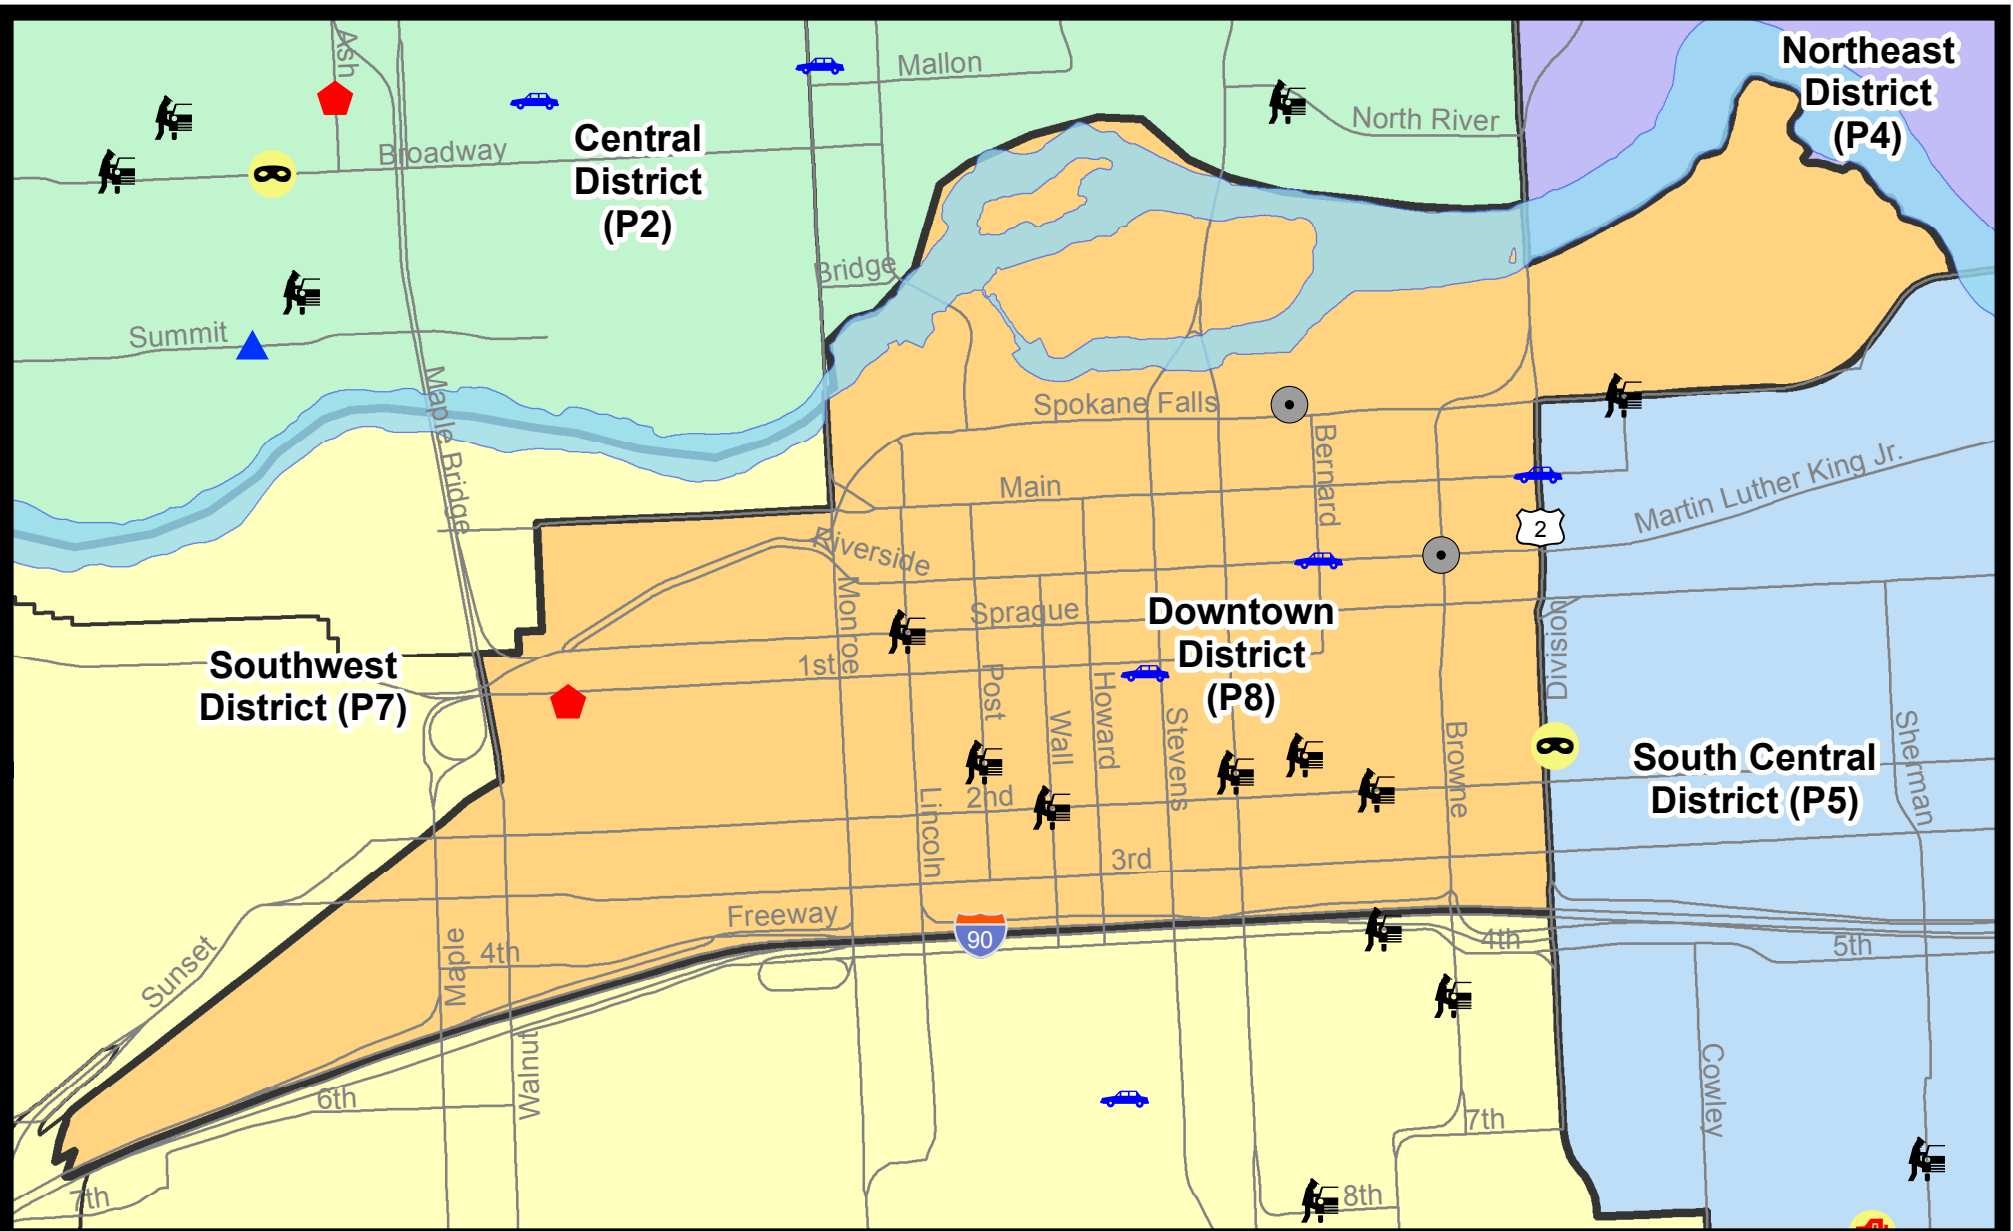 Ash
Mallon
Northeast
District
(P4)
North River
Central
District
(P2)
Broadway
Bridge
Summit
Maple Bridge
Spokane Falls
Bernard
Main
Martin Luther King Jr.
2
Riverside
Monroe
Sprague
Downtown
District
(P8)
Division
1st
Southwest
District (P7)
Post
Wall
Howard
Stevens
Browne
Sherman
South Central
District (P5)
2nd
Lincoln
3rd
Freeway
90
4th
5th
Sunset
Maple
4th
Walnut
6th
Cowley
7th
7th
8th